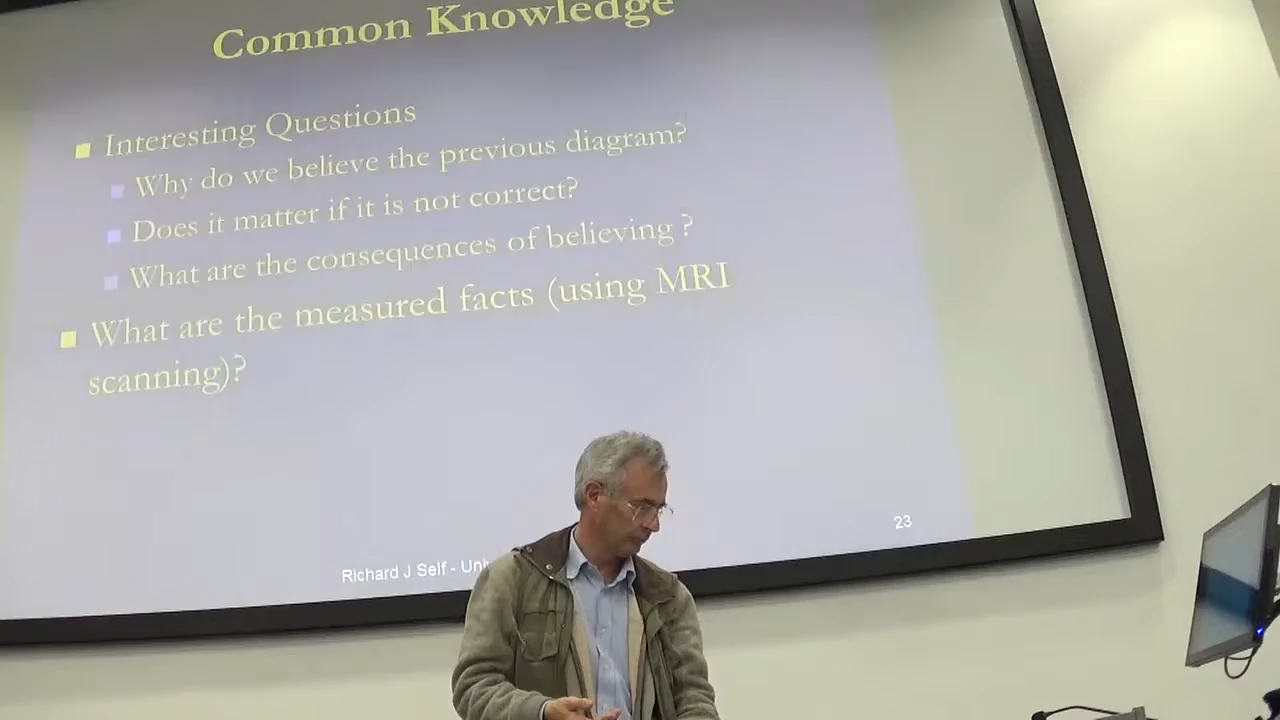 Common Knowledge
Interesting Questions
Why do we believe the previous diagram?
Does it matter if it is not correct?
What are the consequences of believing ?
What are the measured facts (using MRI
scanning)?
Richard J Self -
23